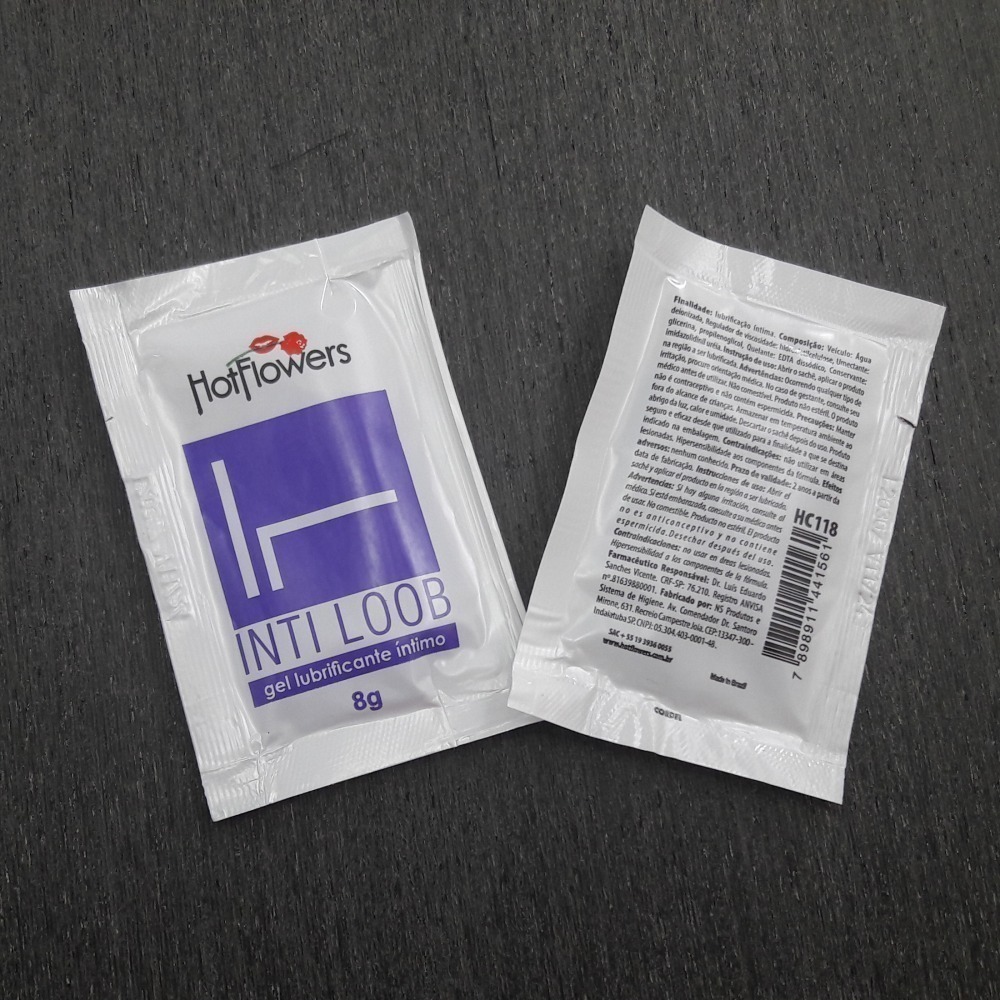 HotFlowers
INTI LOOB
gel lubrificante íntimo
8g
Finalidade: lubrificação íntima. Composição: Veículo: Água
deionizada, Regulador de viscosidade: hidroxietilcelulose, Umectante:
glicerina, propilenoglicol, Quelante: EDTA dissódico, Conservante:
imidazolidinil uréia. Instrução de uso: Abrir o sachê, aplicar o produto
na região a ser lubrificada. Advertências: Ocorrendo qualquer tipo de
irritação, procure orientação médica. No caso de gestante, consulte seu
médico antes de utilizar. Não comestível. Produto não estéril. O produto
não é contraceptivo e não contém espermicida. Precauções: Manter
fora do alcance de crianças. Armazenar em temperatura ambiente ao
abrigo da luz, calor e umidade. Descartar o sachê depois do uso. Produto
seguro e eficaz desde que utilizado para a finalidade a que se destina
indicado na embalagem. Contraindicações: não utilizar em áreas
lesionadas. Hipersensibilidade aos componentes da fórmula. Efeitos
adversos: nenhum conhecido. Prazo de validade: 2 anos a partir da
data de fabricação. Instrucciones de uso: Abrir el
saché y aplicar el producto en la región a ser lubricada.
Advertencias: Si hay alguna irritación, consulte al
médico. Si está embarazada, consulte a su médico antes
de usar. No comestible. Producto no estéril. El producto
no es anticonceptivo y no contiene
espermicida. Desechar después del uso.
Contraindicaciones: no usar en áreas lesionadas.
Hipersensibilidad a los componentes de la fórmula.
Farmacêutico Responsável: Dr. Luis Eduardo
Sanches Vicente. CRF-SP: 76.210. Registro ANVISA
nº.81639880001. Fabricado por: NS Produtos e
Sistema de Higiene. Av. Comendador Dr. Santoro
Mirone, 631. Recreio Campestre Joia. CEP: 13347-300 -
Indaiatuba SP. CNPJ: 05.304.403-0001-48.
SAC + 55 19 3936 0055
www.hotflowers.com.br
Made in Brazil
HC118
7 898911 441561
COEDEL